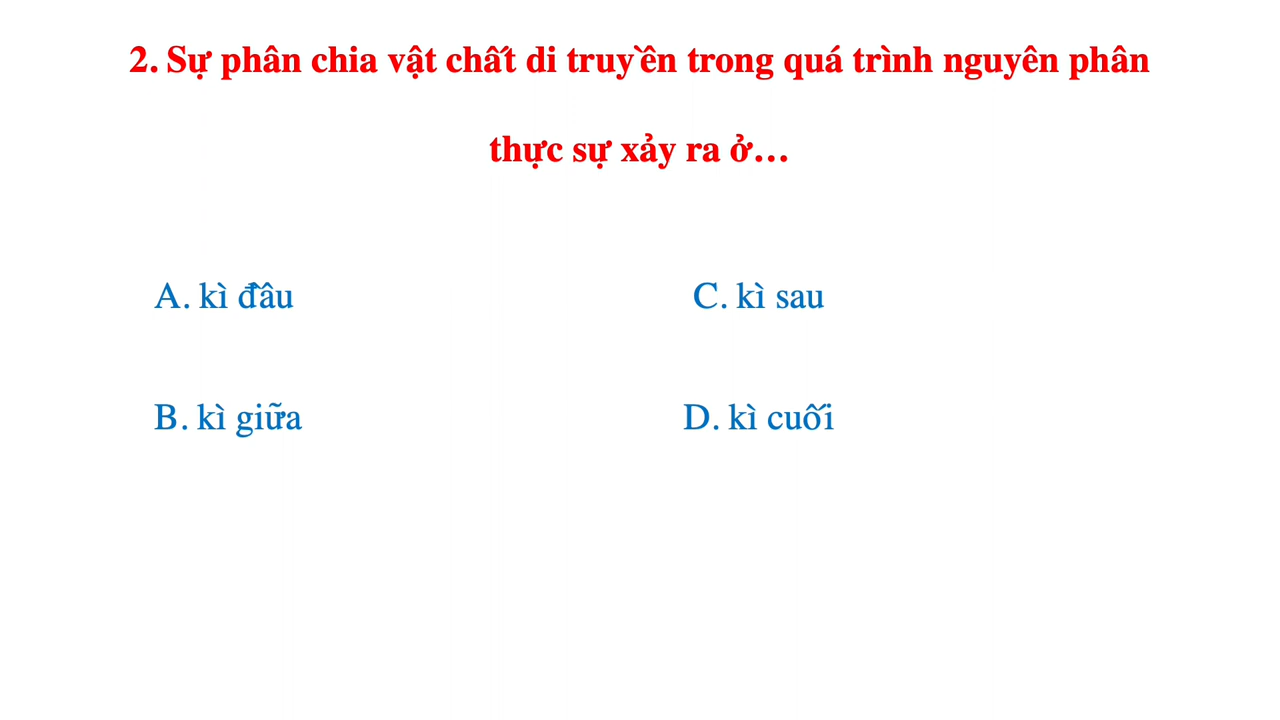 2. Sự phân chia vật chất di truyền trong quá trình nguyên phân
thực sự xảy ra ở…
A. kì đầu
C. kì sau
B. kì giữa
D. kì cuối